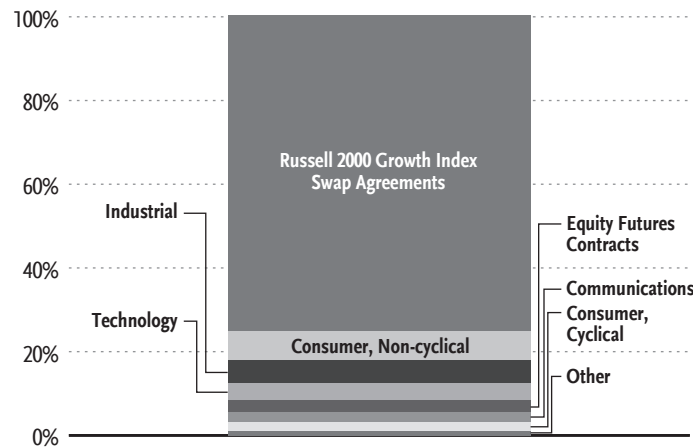 100%
80%
60%
40%
20%
0%
Russell 2000 Growth Index
Swap Agreements
Industrial
Technology
Consumer, Non-cyclical
Equity Futures
Contracts
Communications
Consumer,
Cyclical
Other